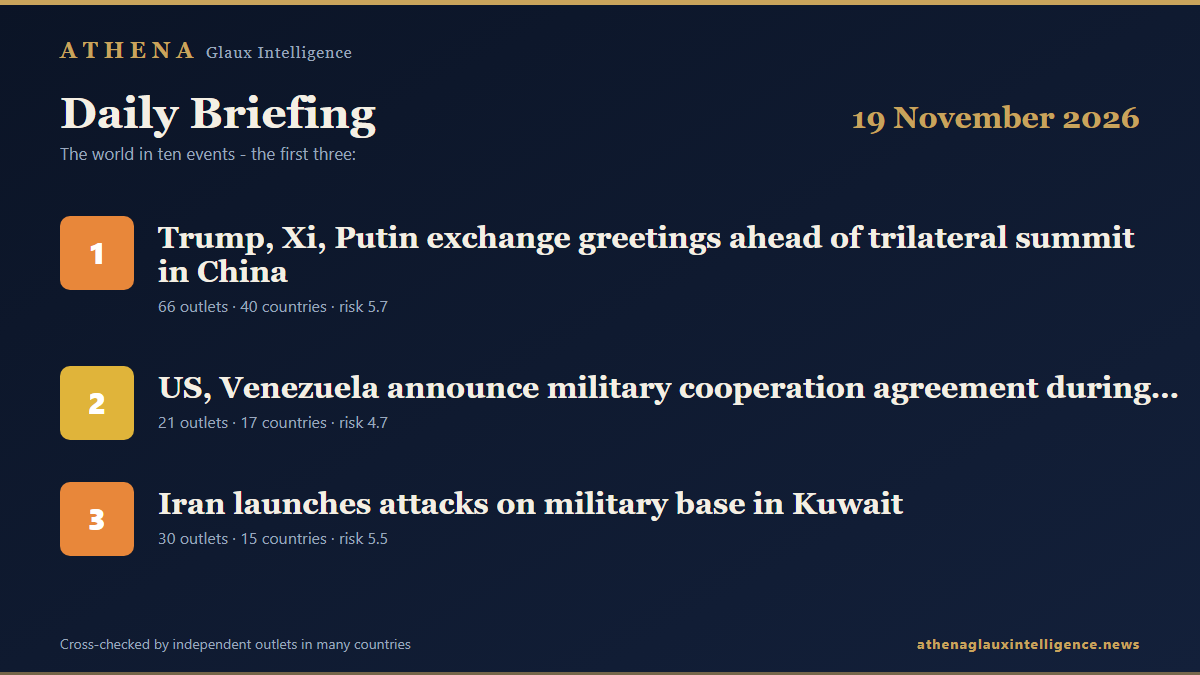 ATHENA Glaux Intelligence
Daily Briefing
19 November 2026
The world in ten events - the first three:
1
Trump, Xi, Putin exchange greetings ahead of trilateral summit
in China
66 outlets · 40 countries · risk 5.7
2
US, Venezuela announce military cooperation agreement during...
21 outlets · 17 countries · risk 4.7
3
Iran launches attacks on military base in Kuwait
30 outlets · 15 countries · risk 5.5
Cross-checked by independent outlets in many countries
athenaglauxintelligence.news